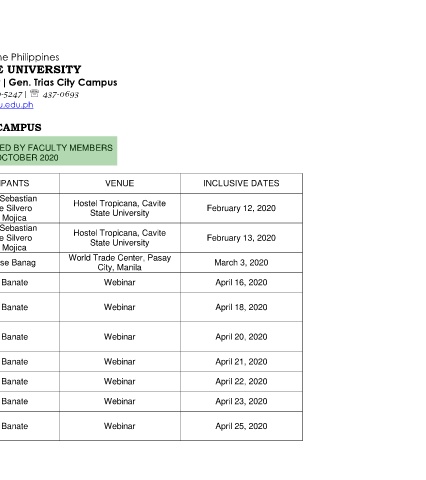 ne Philippines
E UNIVERSITY
| Gen. Trias City Campus
-5247 | ☏ 437-0693
u.edu.ph
CAMPUS
ED BY FACULTY MEMBERS
OCTOBER 2020
IPANTS VENUE INCLUSIVE DATES
Sebastian
e Silvero
Mojica
Hostel Tropicana, Cavite
State University
February 12, 2020
Sebastian
e Silvero
Mojica
Hostel Tropicana, Cavite
State University
February 13, 2020
se Banag
World Trade Center, Pasay
City, Manila
March 3, 2020
Banate Webinar April 16, 2020
Banate Webinar April 18, 2020
Banate Webinar April 20, 2020
Banate Webinar April 21, 2020
Banate Webinar April 22, 2020
Banate Webinar April 23, 2020
Banate Webinar April 25, 2020